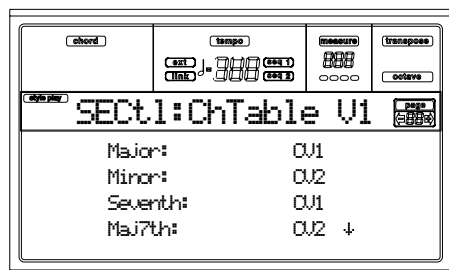 chord
tempo
measure
transpose
ext
link
♩=
seq 1
seq 2
octave
style play
SECtl:ChTable V1
page
Major: CV1
Minor: CV2
Seventh: CV1
Maj7th: CV2 ↓